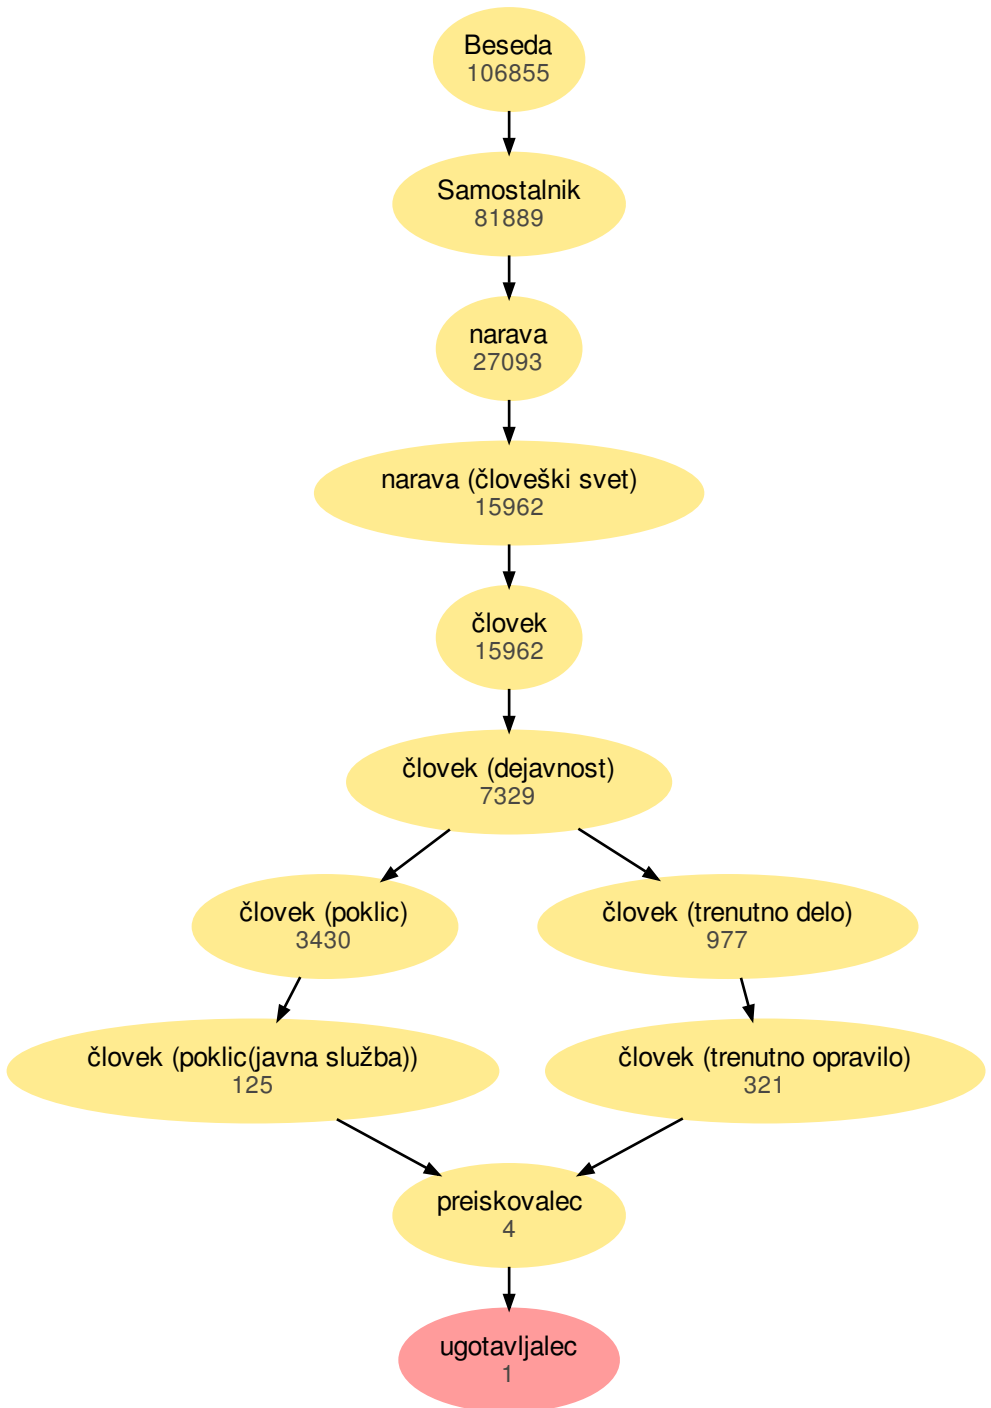 Beseda
106855
Samostalnik
81889
narava
27093
narava (človeški svet)
15962
človek
15962
človek (dejavnost)
7329
človek (poklic)
3430
človek (trenutno delo)
977
človek (poklic(javna služba))
125
človek (trenutno opravilo)
321
preiskovalec
4
ugotavljalec
1